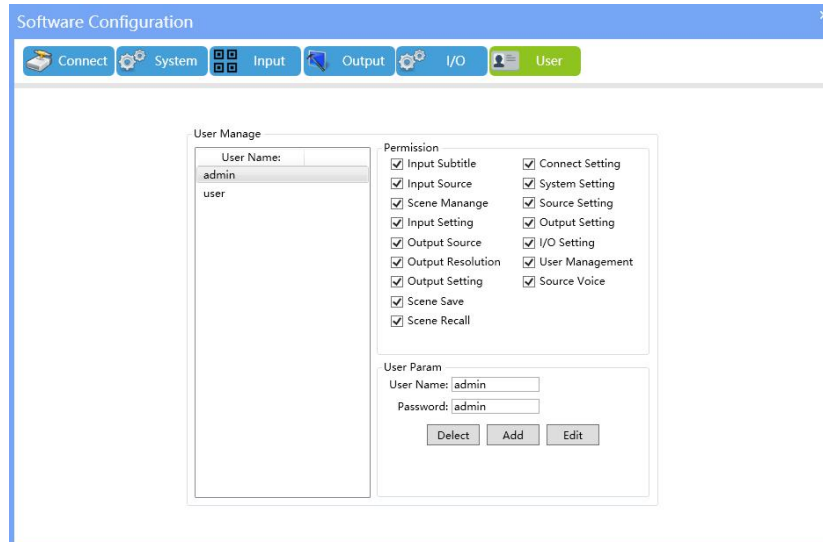 Software Configuration
Connect System Input Output I/O User
User Manage
User Name:
admin
user
Permission
Input Subtitle Connect Setting
Input Source System Setting
Scene Manange Source Setting
Input Setting Output Setting
Output Source I/O Setting
Output Resolution User Management
Output Setting Source Voice
Scene Save
Scene Recall
User Param
User Name: admin
Password: admin
Delect Add Edit